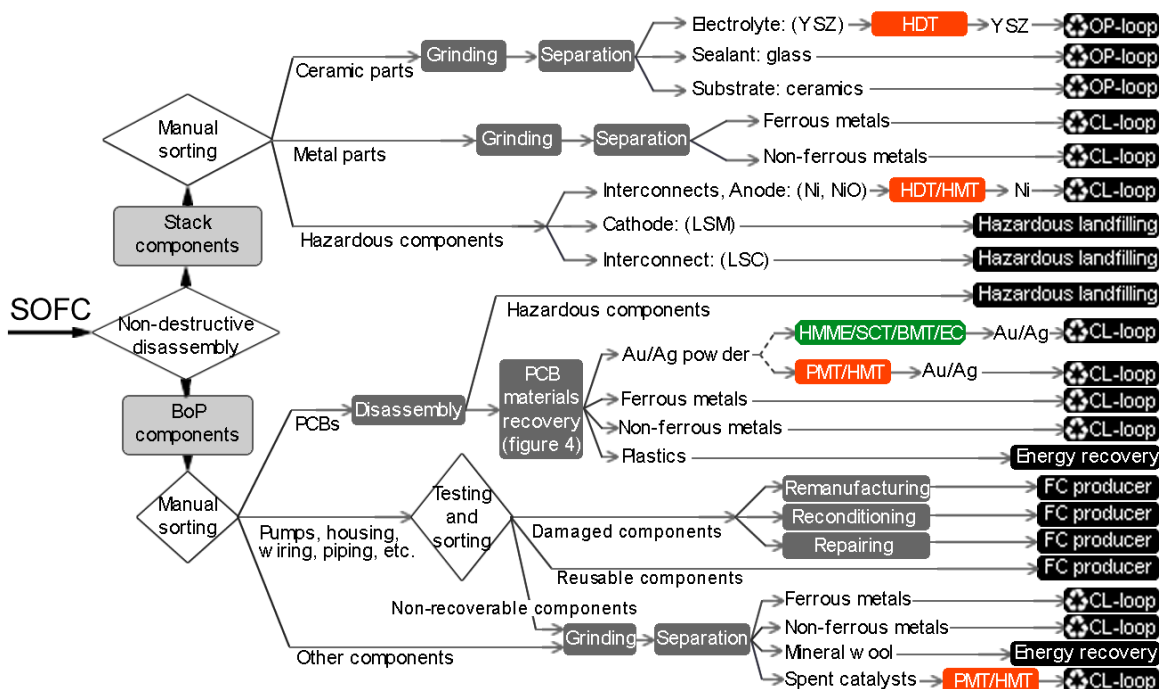 Electrolyte: (YSZ)
HDT
YSZ
OP-loop
Grinding
Separation
Sealant: glass
OP-loop
Ceramic parts
Substrate: ceramics
OP-loop
Manual
sorting
Ferrous metals
CL-loop
Metal parts
Grinding
Separation
Non-ferrous metals
CL-loop
Interconnects, Anode: (Ni, NiO)
HDT/HMT
Ni
CL-loop
Stack
components
Hazardous components
Cathode: (LSM)
Hazardous landfilling
Interconnect: (LSC)
Hazardous landfilling
SOFC
Non-destructive
disassembly
Hazardous components
Hazardous landfilling
HMME/SCT/BMT/EC
Au/Ag
CL-loop
Au/Ag powder
PMT/HMT
Au/Ag
CL-loop
BoP
components
PCBs
Disassembly
PCB
materials
recovery
(figure 4)
Ferrous metals
CL-loop
Non-ferrous metals
CL-loop
Plastics
Energy recovery
Manual
sorting
Pumps, housing,
wiring, piping, etc.
Testing
and
sorting
Damaged components
Remanufacturing
FC producer
Reconditioning
FC producer
Repairing
FC producer
Reusable components
FC producer
Non-recoverable components
Other components
Grinding
Separation
Ferrous metals
CL-loop
Non-ferrous metals
CL-loop
Mineral wool
Energy recovery
Spent catalysts
PMT/HMT
CL-loop